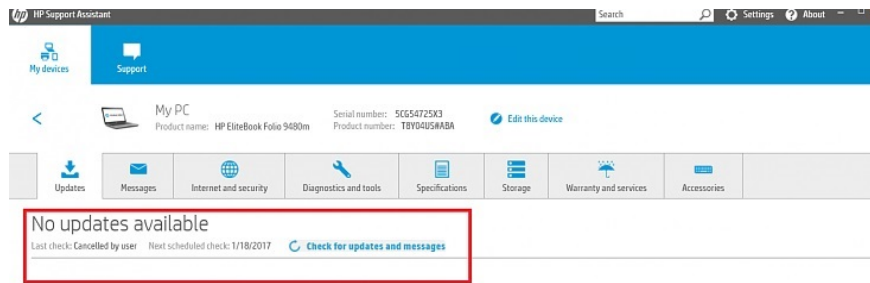 hp HP Support Assistant Search Settings ? About
My devices Support
My PC
Product name: HP EliteBook Folio 9480m
Serial number: 5CG54725X3
Product number: T8Y04US#ABA
Edit this device
Updates Messages Internet and security Diagnostics and tools Specifications Storage Warranty and services Accessories
No updates available
Last check: Cancelled by user Next scheduled check: 1/18/2017 Check for updates and messages